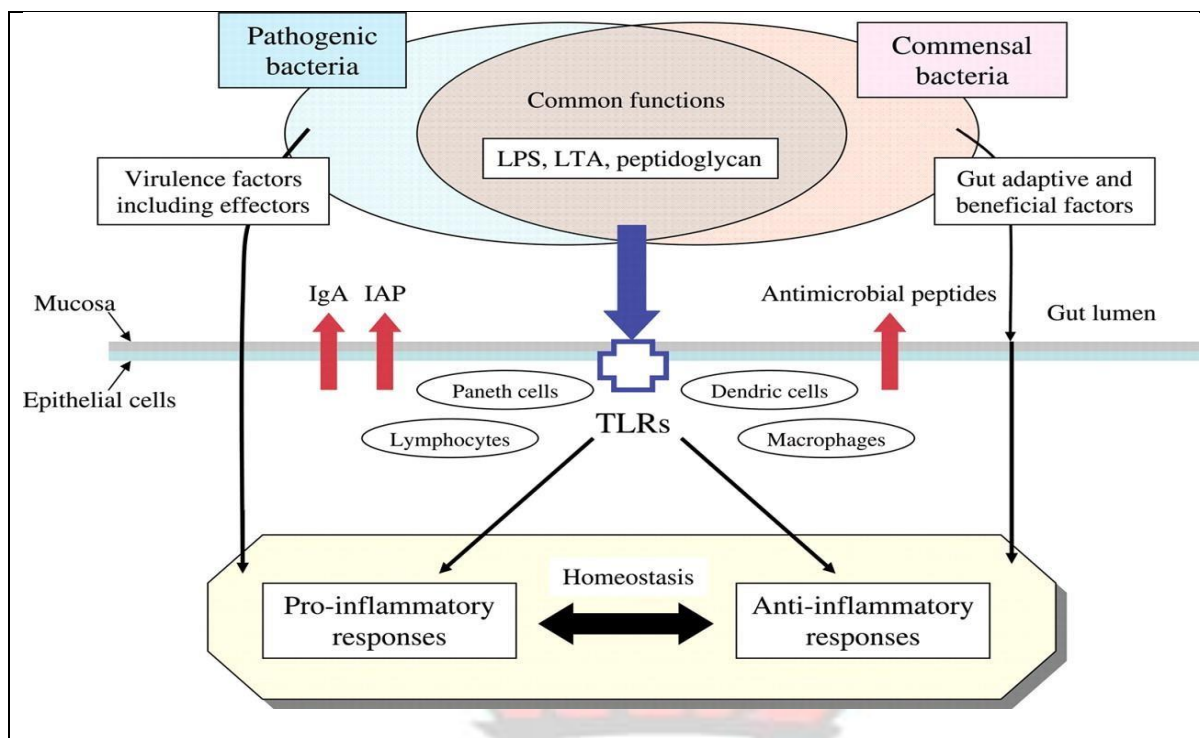 Pathogenic
bacteria
Commensal
bacteria
Common functions
LPS, LTA, peptidoglycan
Virulence factors
including effectors
Gut adaptive and
beneficial factors
IgA
IAP
Antimicrobial peptides
Mucosa
Gut lumen
Epithelial cells
Paneth cells
Dendric cells
TLRs
Lymphocytes
Macrophages
Homeostasis
Pro-inflammatory
responses
Anti-inflammatory
responses